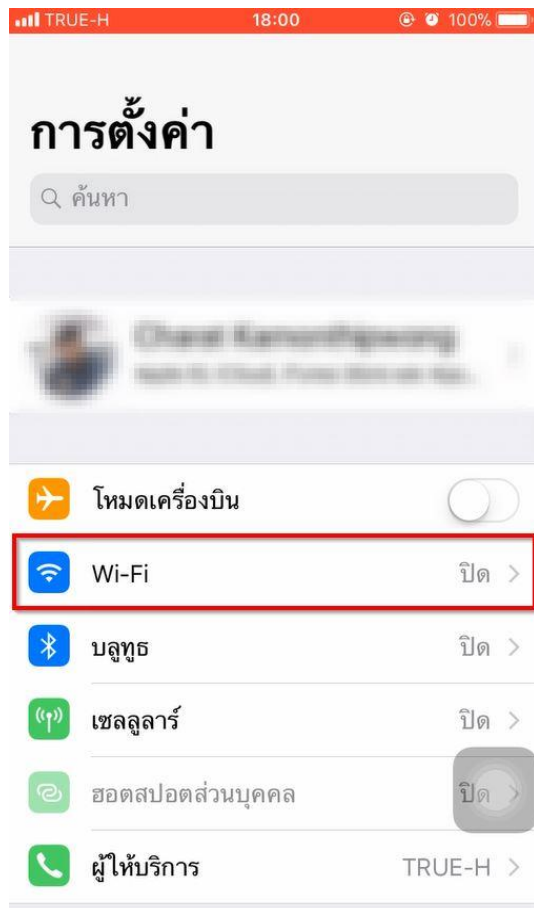 TRUE-H 18:00 100%
การตั้งค่า
ค้นหา
โหมดเครื่องบิน
Wi-Fi ปิด
บลูทูธ ปิด
เซลลูลาร์ ปิด
ฮอตสปอตส่วนบุคคล ปิด
ผู้ให้บริการ TRUE-H